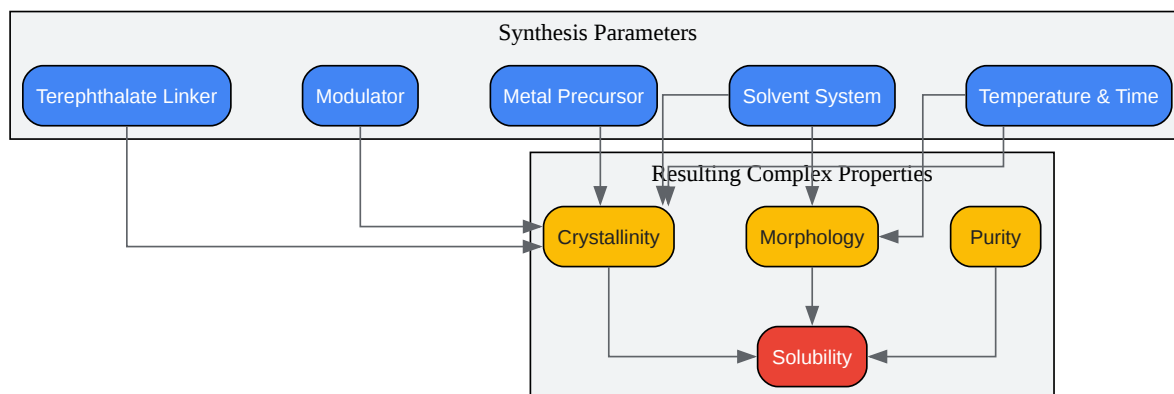 Synthesis Parameters
Terephthalate Linker
Modulator
Metal Precursor
Solvent System
Temperature & Time
Resulting Complex Properties
Crystallinity
Morphology
Purity
Solubility